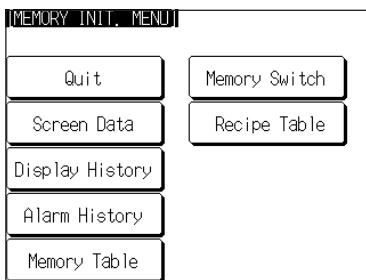 [MEMORY INIT. MENU]
Quit
Memory Switch
Screen Data
Recipe Table
Display History
Alarm History
Memory Table